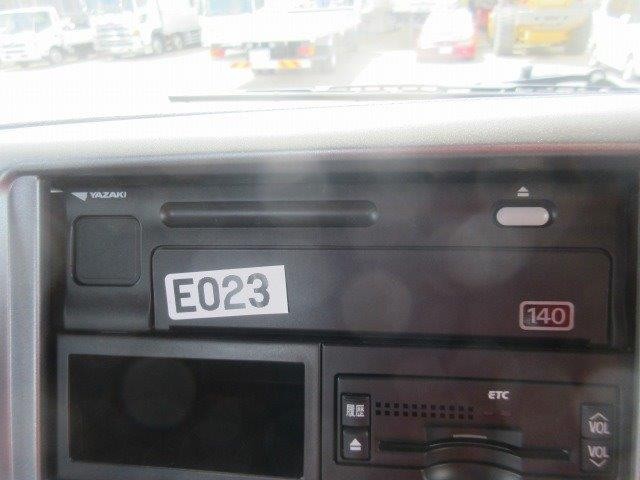 YAZAKI
E023
140
ETC
履歴
VOL
VOL